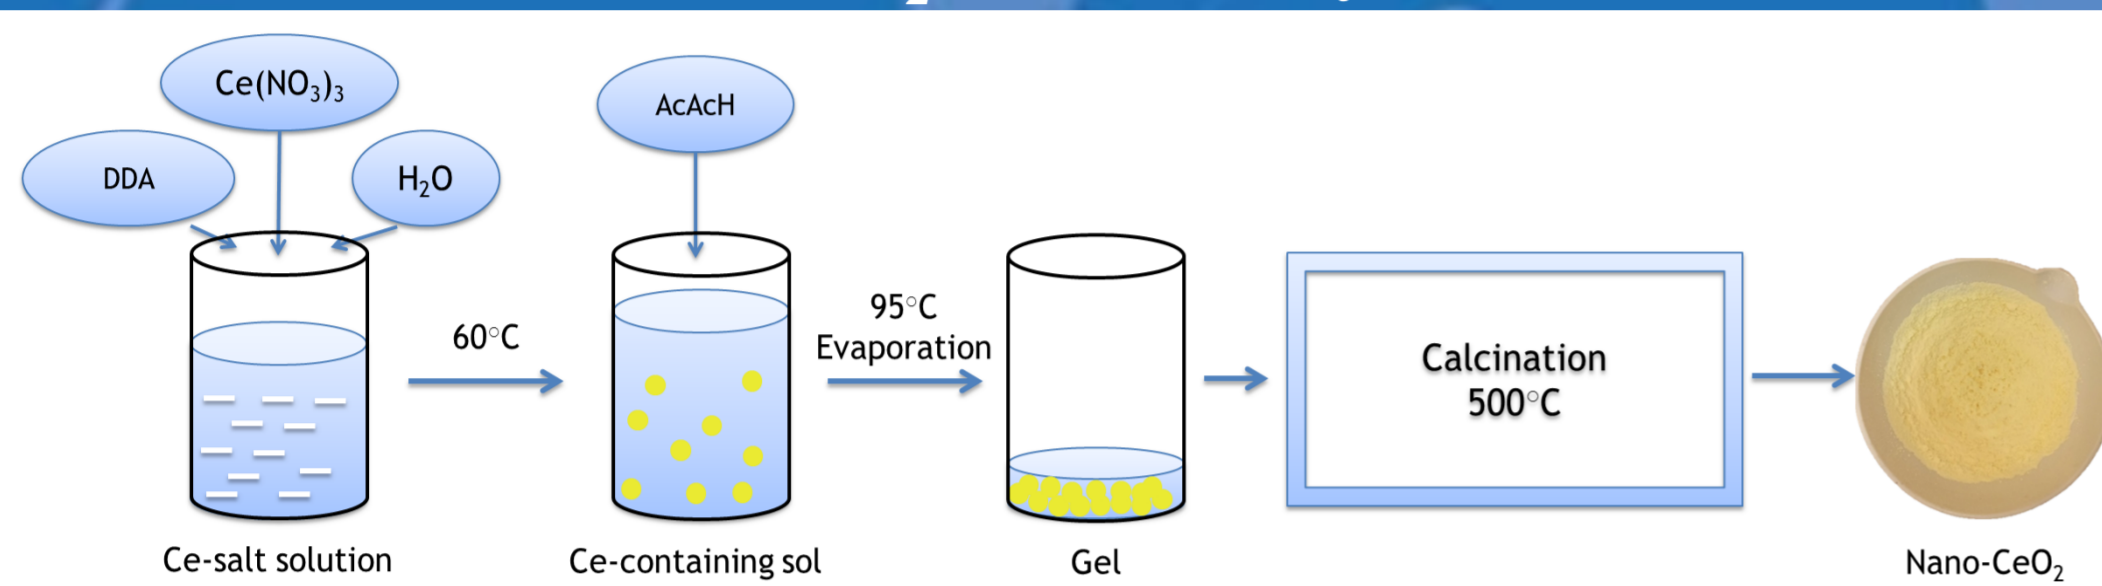 Ce(NO₃)₃
AcAcH
DDA
H₂O
60°C
95°C
Evaporation
Calcination
500°C
Ce-salt solution
Ce-containing sol
Gel
Nano-CeO₂